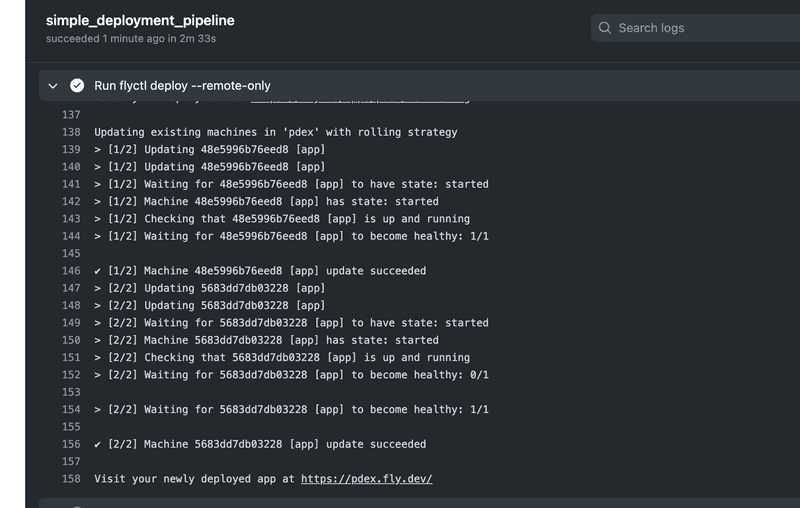 simple_deployment_pipeline
succeeded 1 minute ago in 2m 33s
Search logs
Run flyctl deploy --remote-only
137
138 Updating existing machines in 'pdex' with rolling strategy
139 > [1/2] Updating 48e5996b76eed8 [app]
140 > [1/2] Updating 48e5996b76eed8 [app]
141 > [1/2] Waiting for 48e5996b76eed8 [app] to have state: started
142 > [1/2] Machine 48e5996b76eed8 [app] has state: started
143 > [1/2] Checking that 48e5996b76eed8 [app] is up and running
144 > [1/2] Waiting for 48e5996b76eed8 [app] to become healthy: 1/1
145
146 ✔ [1/2] Machine 48e5996b76eed8 [app] update succeeded
147 > [2/2] Updating 5683dd7db03228 [app]
148 > [2/2] Updating 5683dd7db03228 [app]
149 > [2/2] Waiting for 5683dd7db03228 [app] to have state: started
150 > [2/2] Machine 5683dd7db03228 [app] has state: started
151 > [2/2] Checking that 5683dd7db03228 [app] is up and running
152 > [2/2] Waiting for 5683dd7db03228 [app] to become healthy: 0/1
153
154 > [2/2] Waiting for 5683dd7db03228 [app] to become healthy: 1/1
155
156 ✔ [2/2] Machine 5683dd7db03228 [app] update succeeded
157
158 Visit your newly deployed app at https://pdex.fly.dev/